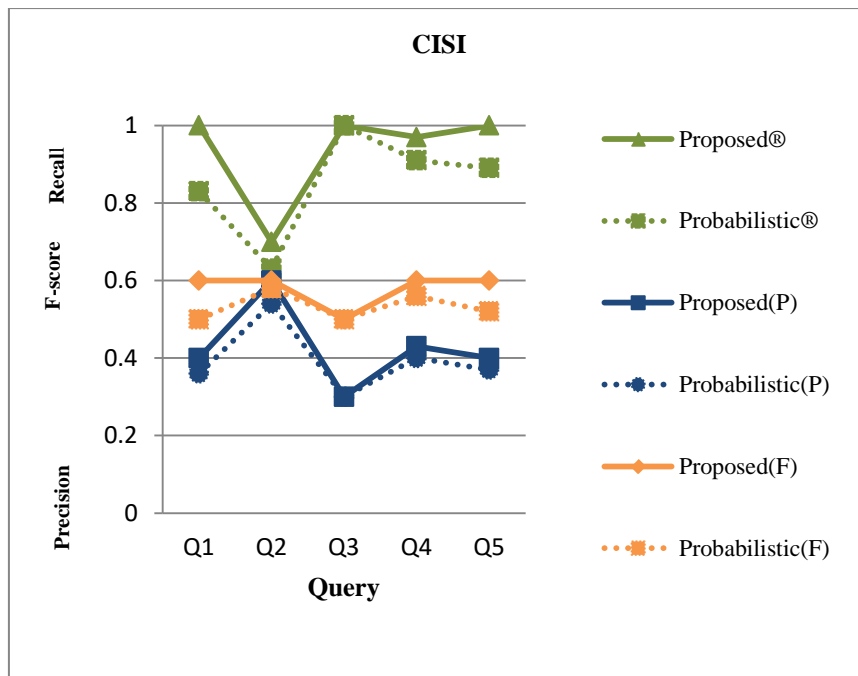 CISI
Recall
F-score
Precision
1
0.8
0.6
0.4
0.2
0
Q1 Q2 Q3 Q4 Q5
Query
Proposed®
Probabilistic®
Proposed(P)
Probabilistic(P)
Proposed(F)
Probabilistic(F)